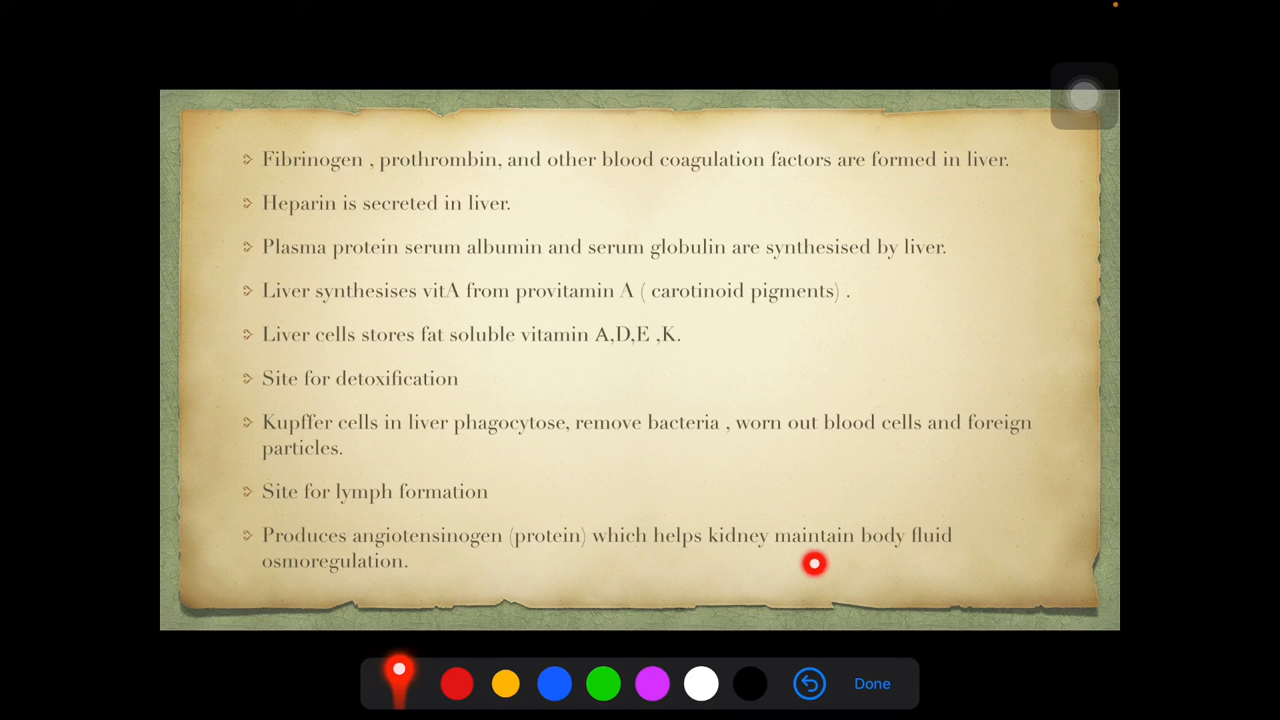 Fibrinogen , prothrombin, and other blood coagulation factors are formed in liver.
Heparin is secreted in liver.
Plasma protein serum albumin and serum globulin are synthesised by liver.
Liver synthesises vitA from provitamin A ( carotinoid pigments) .
Liver cells stores fat soluble vitamin A,D,E ,K.
Site for detoxification
Kupffer cells in liver phagocytose, remove bacteria , worn out blood cells and foreign
particles.
Site for lymph formation
Produces angiotensinogen (protein) which helps kidney maintain body fluid
osmoregulation.
Done